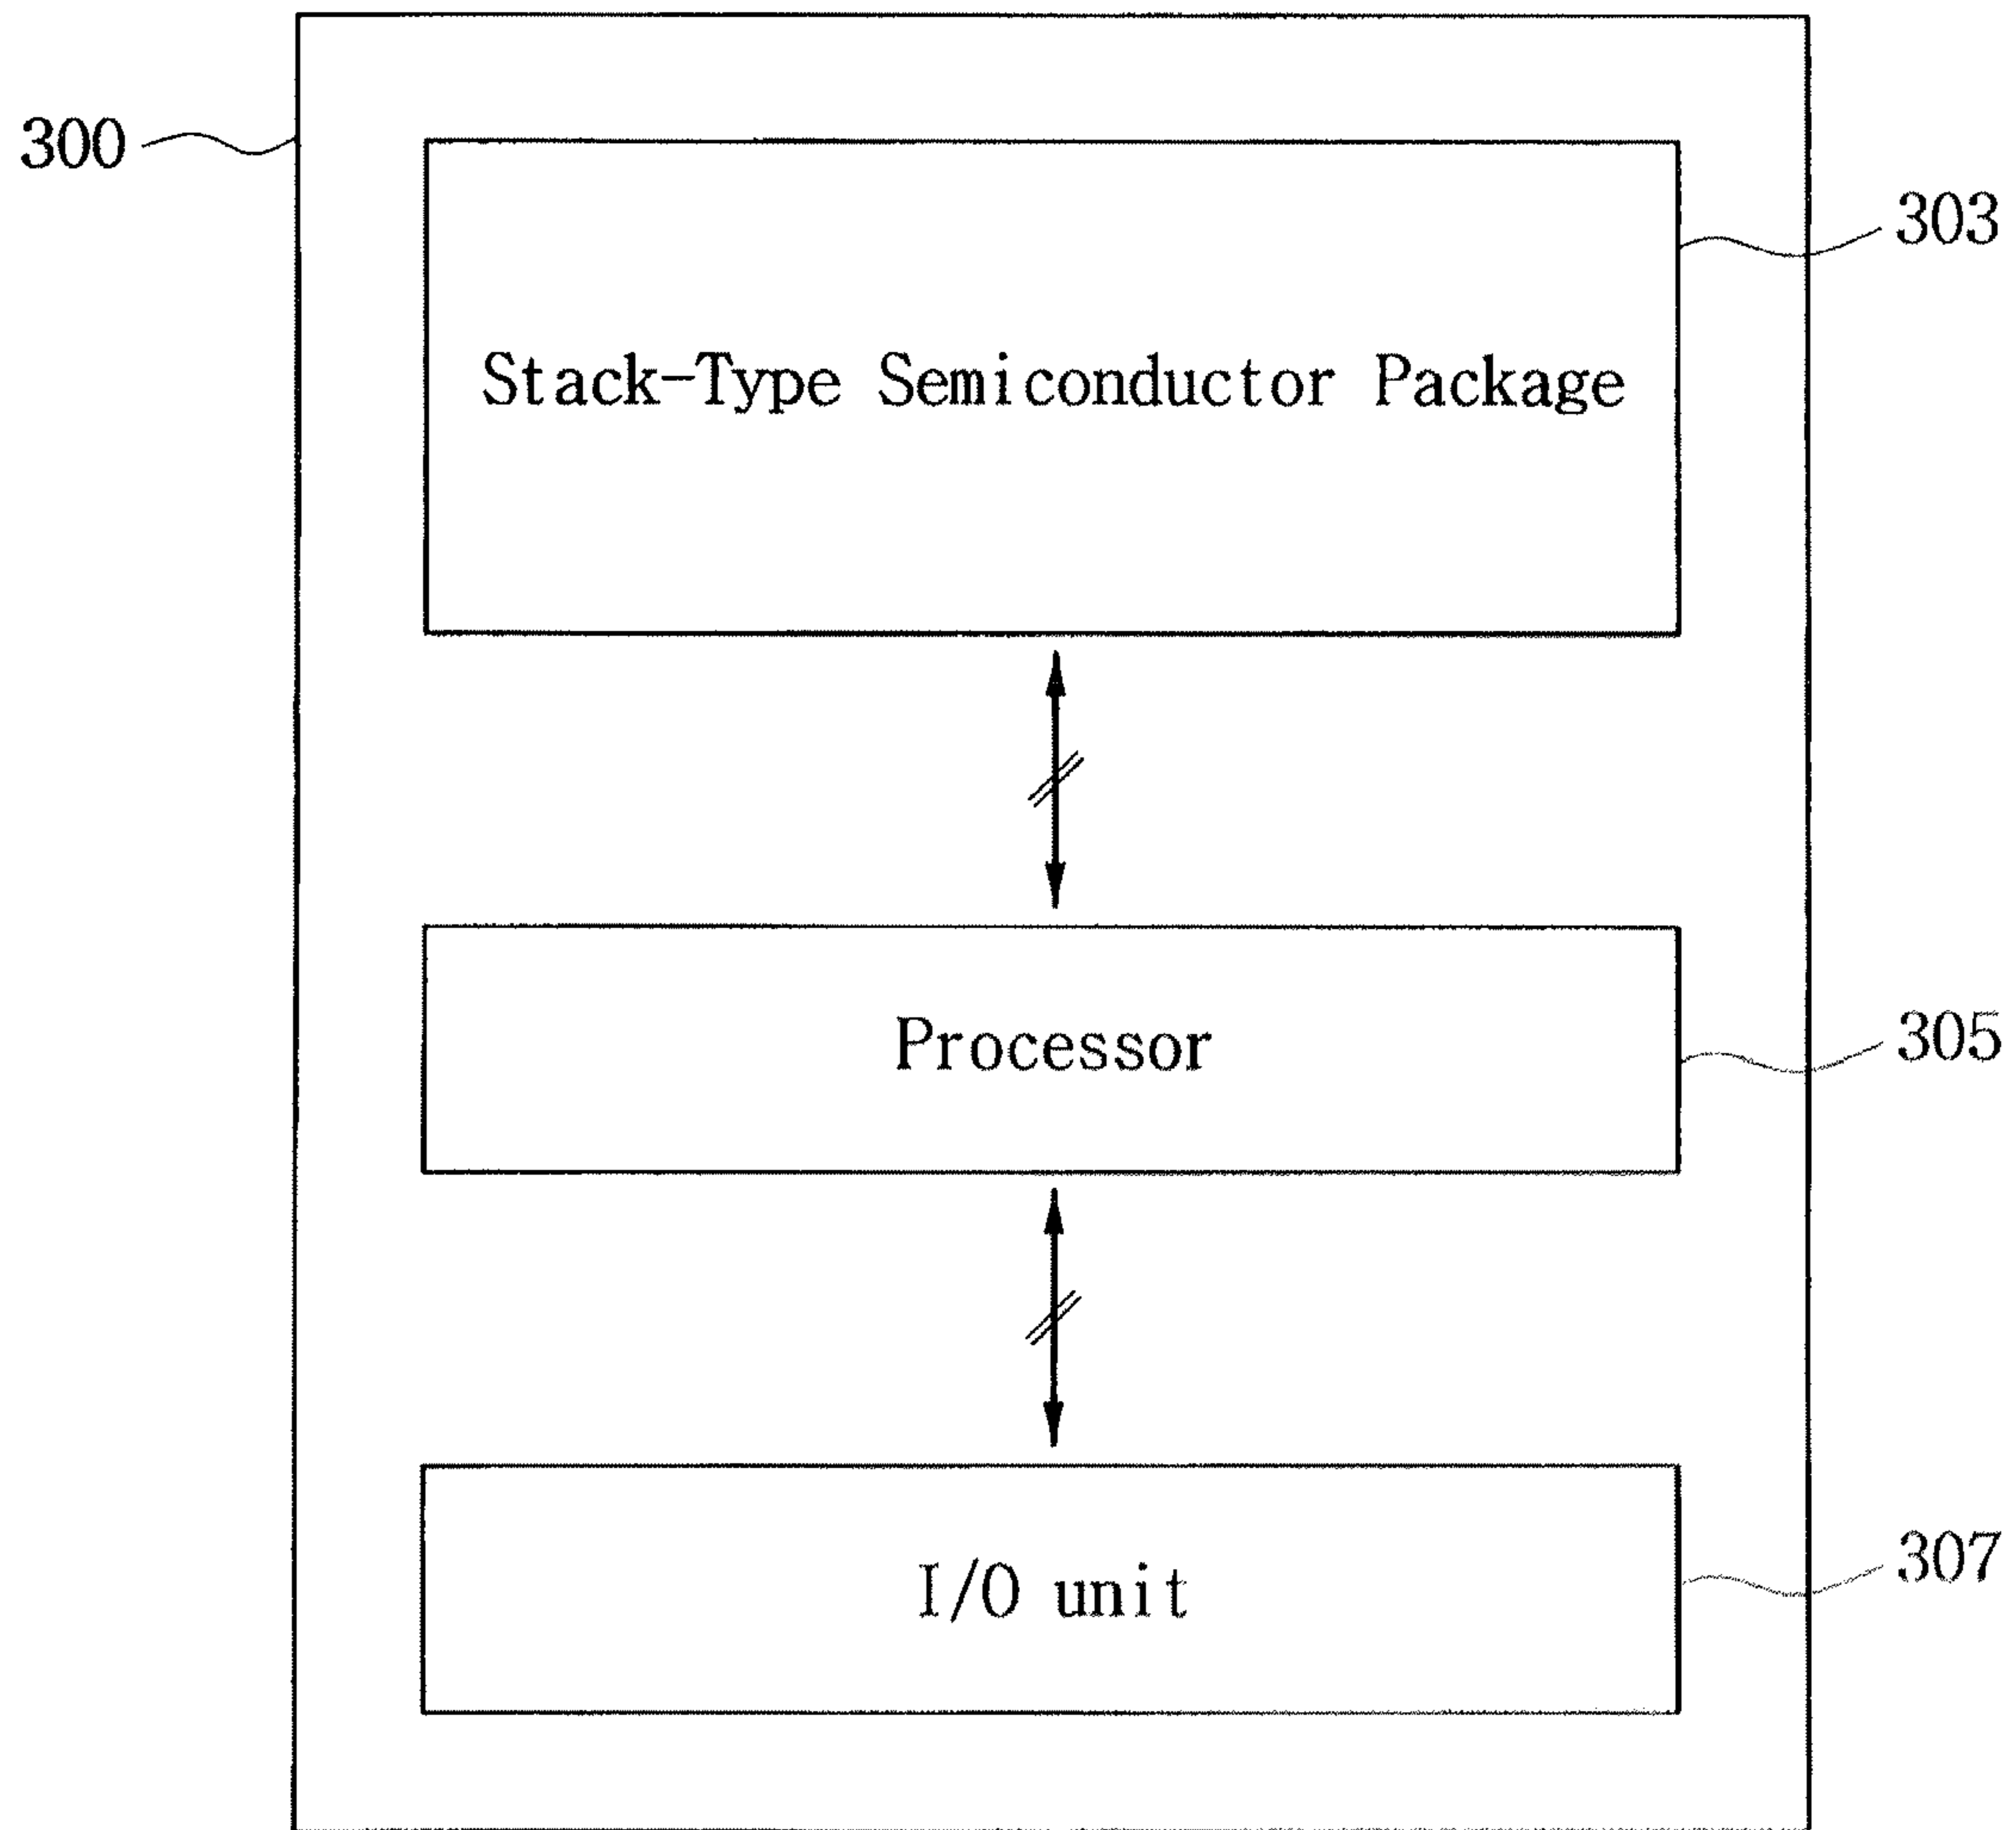 300
303
Stack-Type Semiconductor Package
305
Processor
307
I/O unit